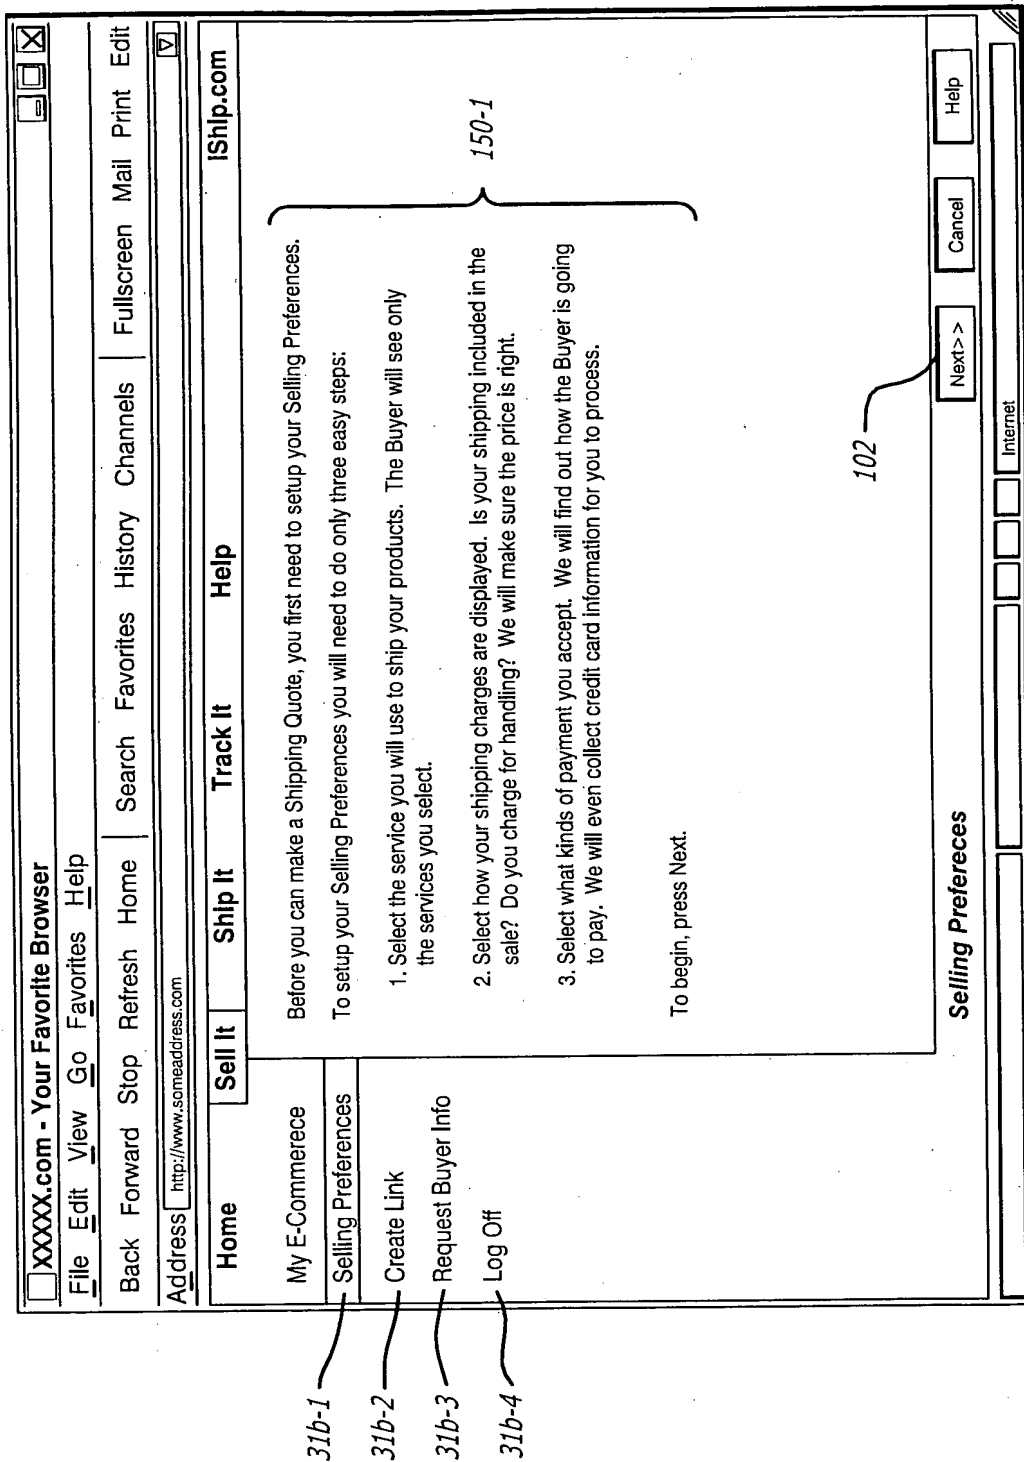 XXXXX.com - Your Favorite Browser
File Edit View Go Favorites Help
Back Forward Stop Refresh Home Search Favorites History Channels Fullscreen Mail Print Edit
Address http://www.someaddress.com
Home Sell It Ship It Track It Help IShip.com
My E-Commerece
Selling Preferences
Create Link
Request Buyer Info
Log Off
31b-1
31b-2
31b-3
31b-4
Before you can make a Shipping Quote, you first need to setup your Selling Preferences.
To setup your Selling Preferences you will need to do only three easy steps:
1. Select the service you will use to ship your products. The Buyer will see only
the services you select.
2. Select how your shipping charges are displayed. Is your shipping included in the
sale? Do you charge for handling? We will make sure the price is right.
3. Select what kinds of payment you accept. We will find out how the Buyer is going
to pay. We will even collect credit card information for you to process.
To begin, press Next.
150-1
102
Selling Prefereces
Next> > Cancel Help
Internet